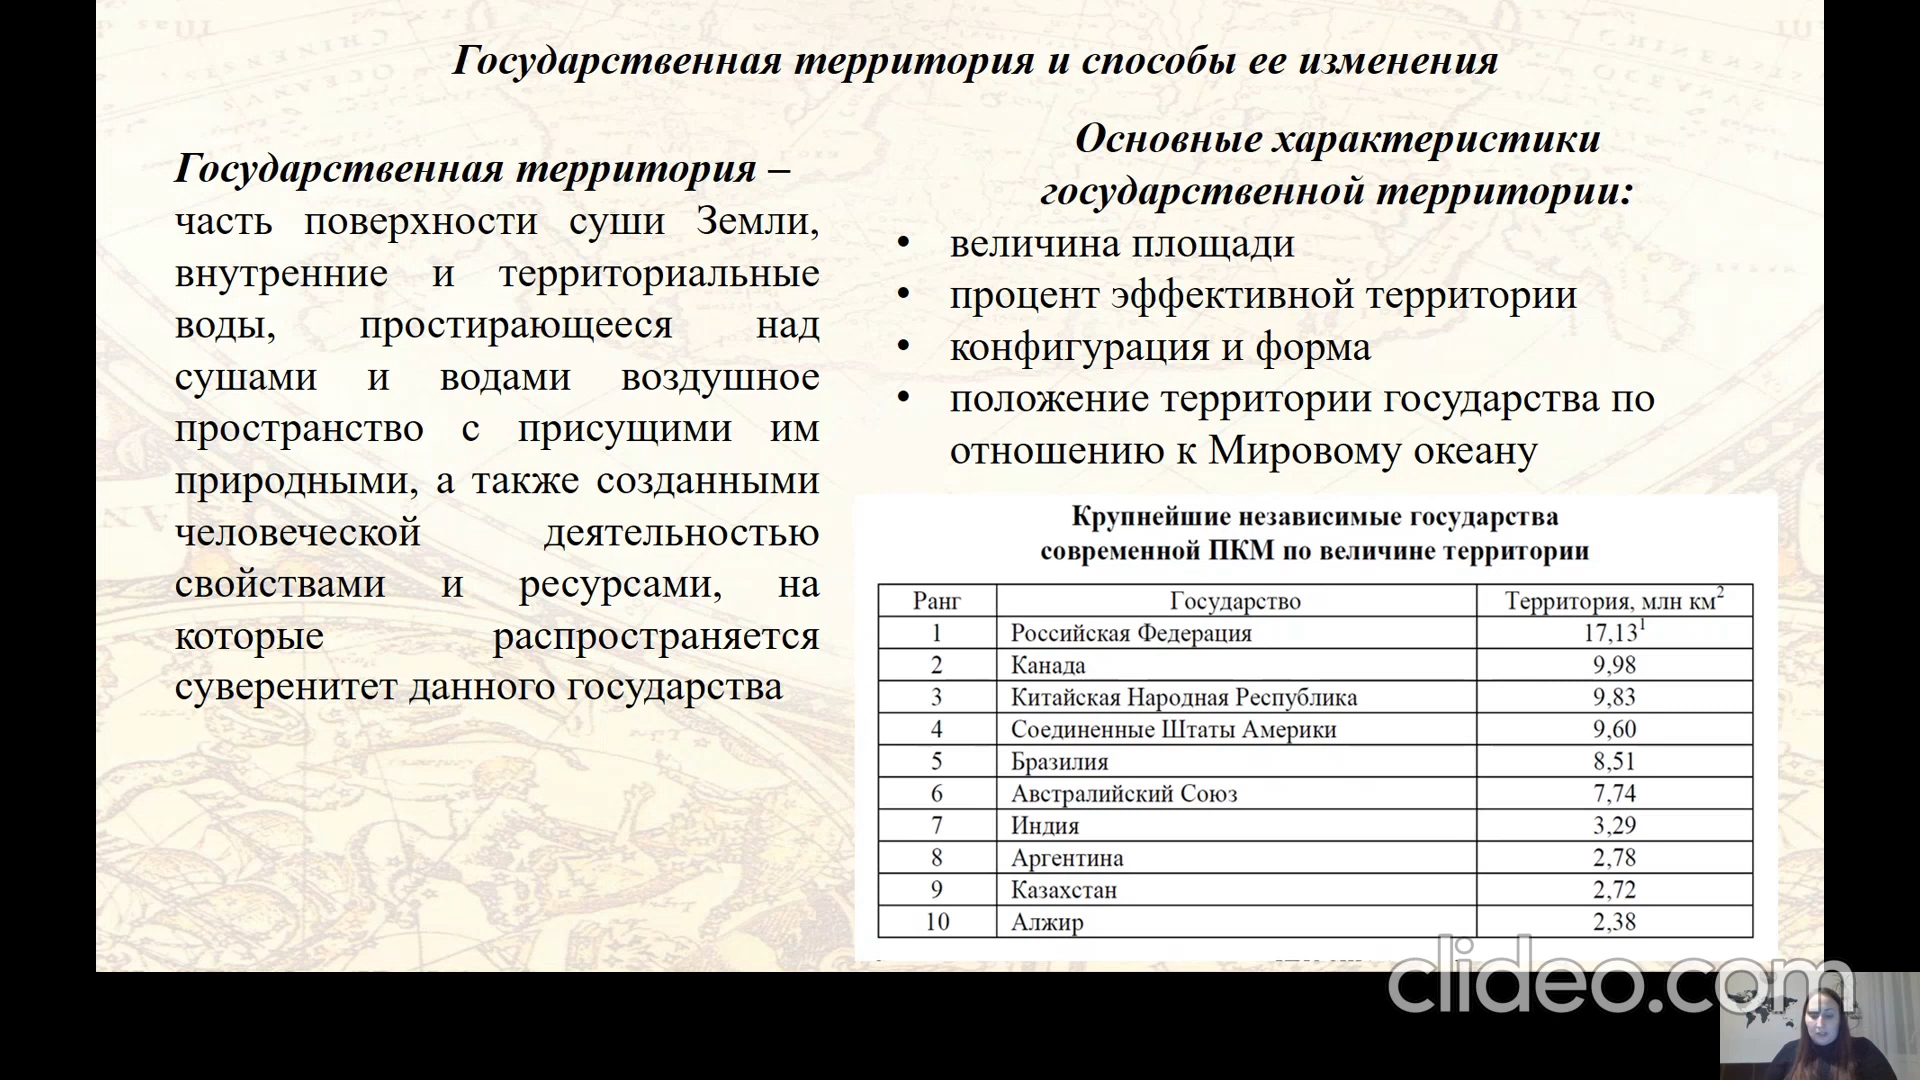 Государственная территория и способы ее изменения
Государственная территория –
часть поверхности суши Земли,
внутренние и территориальные
воды, простирающееся над
сушами и водами воздушное
пространство с присущими им
природными, а также созданными
человеческой деятельностью
свойствами и ресурсами, на
которые распространяется
суверенитет данного государства
Основные характеристики
государственной территории:
• величина площади
• процент эффективной территории
• конфигурация и форма
• положение территории государства по
отношению к Мировому океану
Крупнейшие независимые государства
современной ПКМ по величине территории
Ранг Государство Территория, млн км²
1 Российская Федерация 17,13¹
2 Канада 9,98
3 Китайская Народная Республика 9,83
4 Соединенные Штаты Америки 9,60
5 Бразилия 8,51
6 Австралийский Союз 7,74
7 Индия 3,29
8 Аргентина 2,78
9 Казахстан 2,72
10 Алжир 2,38
clideo.com